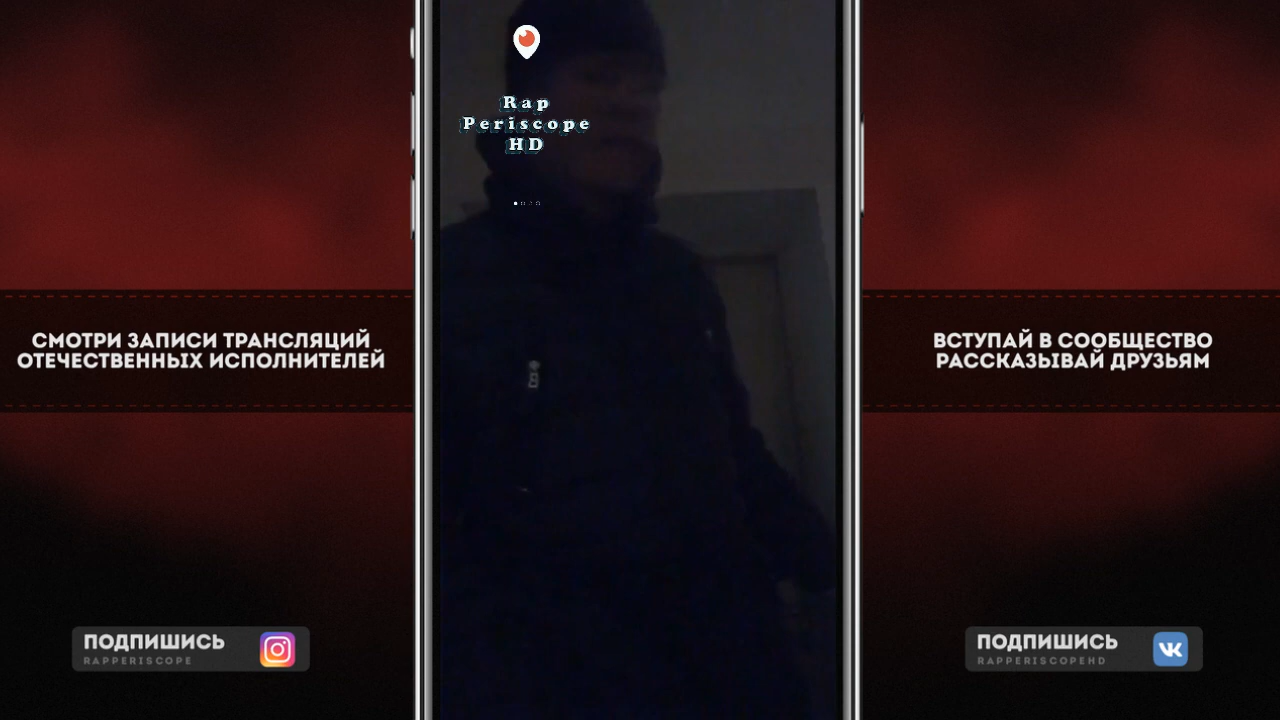 Rap
Periscope
HD
СМОТРИ ЗАПИСИ ТРАНСЛЯЦИЙ
ОТЕЧЕСТВЕННЫХ ИСПОЛНИТЕЛЕЙ
ВСТУПАЙ В СООБЩЕСТВО
РАССКАЗЫВАЙ ДРУЗЬЯМ
ПОДПИШИСЬ
RAPPERISCOPE
ПОДПИШИСЬ
RAPPERISCOPEHD